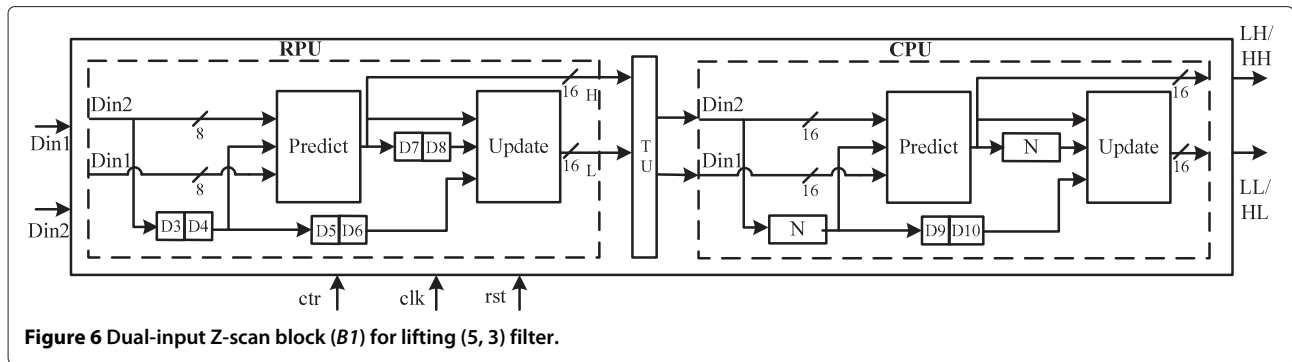 RPU
CPU
LH/
HH
Din2
8
Predict
D7 D8
16 H
Update
16 L
T
U
Din2
16
Predict
N
16
Update
16
Din1
Din1
8
Din1
16
LL/
HL
Din2
D3 D4
D5 D6
N
D9 D10
ctr
clk
rst
Figure 6 Dual-input Z-scan block (B1) for lifting (5, 3) filter.